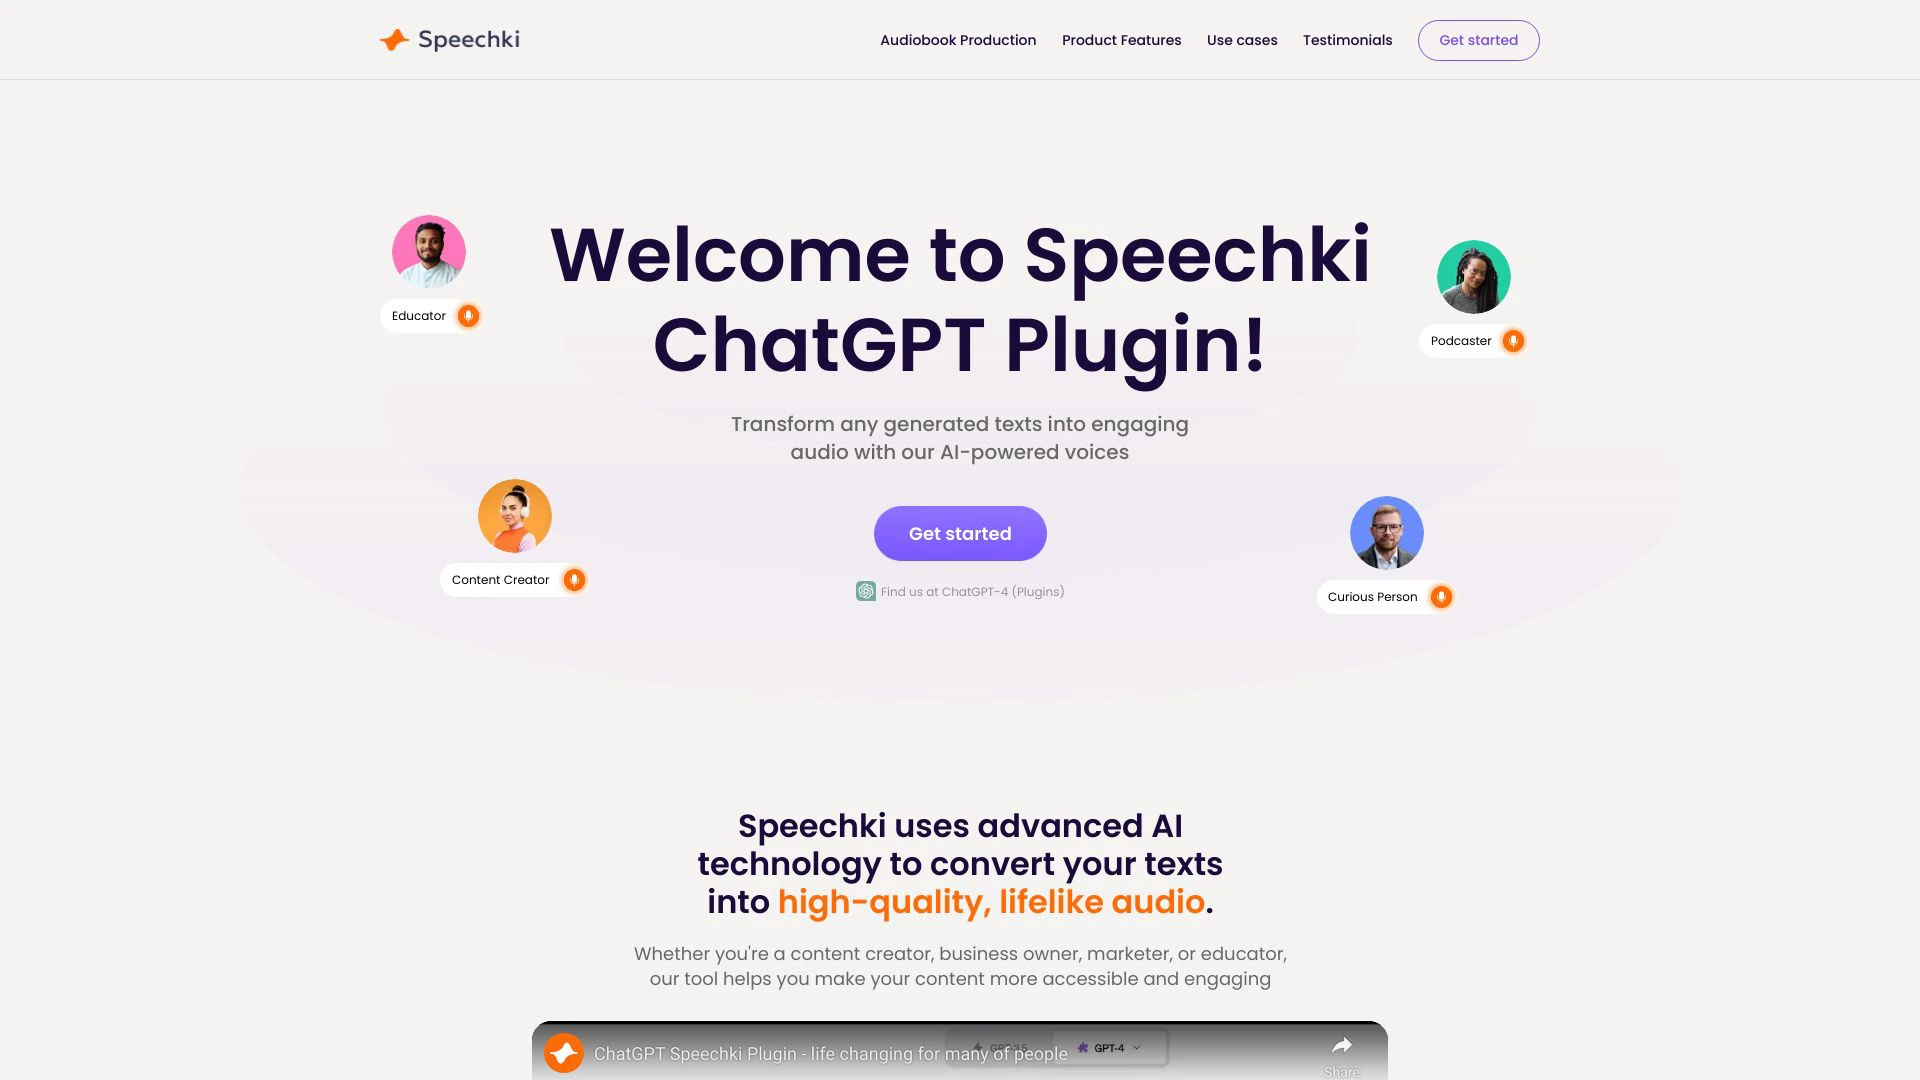 Speechki
Audiobook Production
Product Features
Use cases
Testimonials
Get started
Welcome to Speechki
ChatGPT Plugin!
Educator
Podcaster
Transform any generated texts into engaging
audio with our AI-powered voices
Content Creator
Curious Person
Get started
Find us at ChatGPT-4 (Plugins)
Speechki uses advanced AI
technology to convert your texts
into high-quality, lifelike audio.
Whether you're a content creator, business owner, marketer, or educator,
our tool helps you make your content more accessible and engaging
ChatGPT Speechki Plugin - life changing for many of people
GPT-3.5
GPT-4
Share